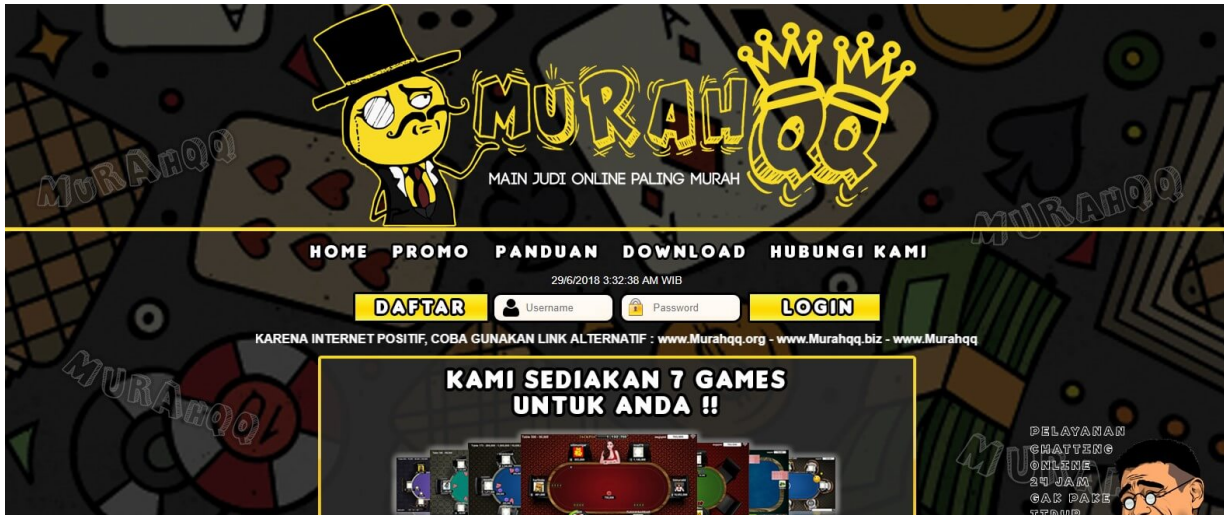 MURAHQQ
MAIN JUDI ONLINE PALING MURAH
MURAHQQ
MURAHQQ
HOME PROMO PANDUAN DOWNLOAD HUBUNGI KAMI
29/6/2018 3:32:38 AM WIB
DAFTAR Username Password LOGIN
KARENA INTERNET POSITIF, COBA GUNAKAN LINK ALTERNATIF : www.Murahqq.org - www.Murahqq.biz - www.Murahqq
MURAHQQ
KAMI SEDIAKAN 7 GAMES
UNTUK ANDA !!
PELAYANAN
CHATTING
ONLINE
24 JAM
GAK PAKE
TIDUR